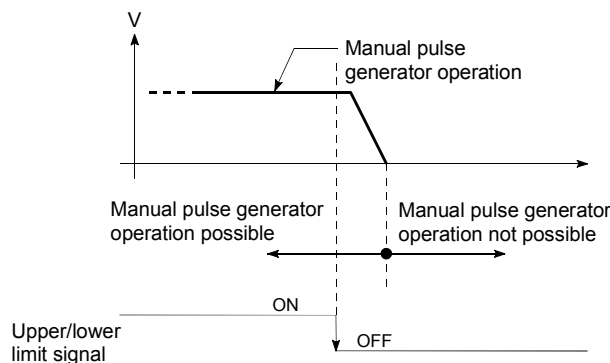 V
Manual pulse
generator operation
Manual pulse generator
operation possible
Manual pulse generator
operation not possible
ON
Upper/lower
limit signal
OFF